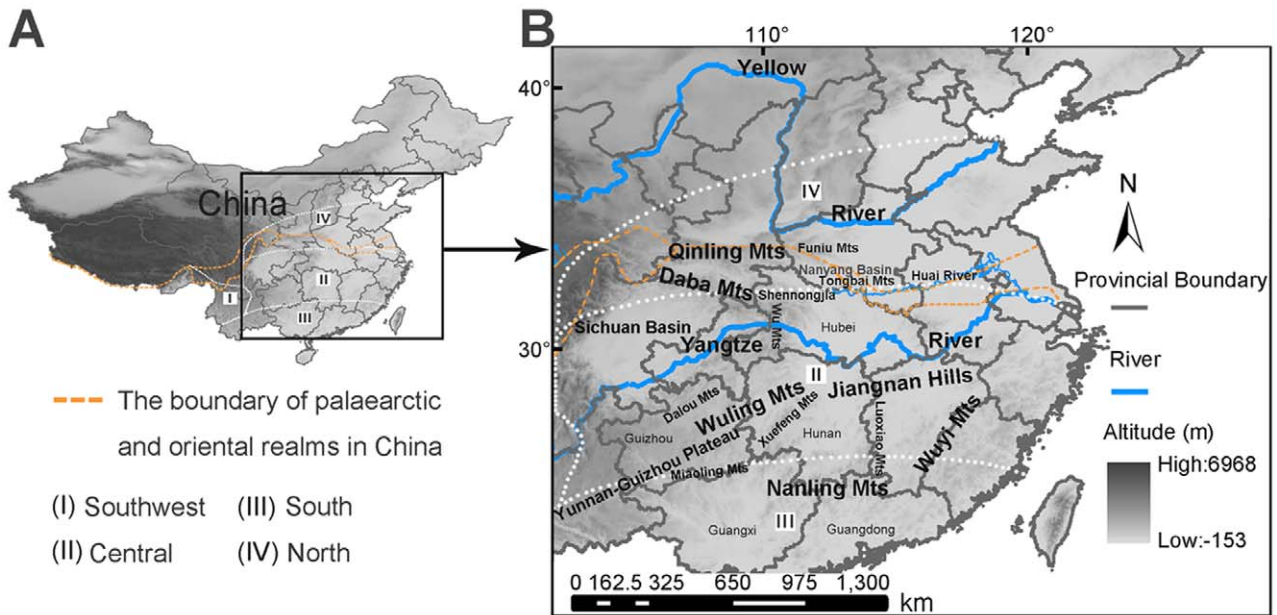 A
China
IV
I
II
III
The boundary of palaearctic
and oriental realms in China
(I) Southwest (III) South
(II) Central (IV) North
B
110° 120°
40°
30°
Yellow
IV
River
Qinling Mts
Funiu Mts
Nanyang Basin
Huai River
Tongbai Mts
Daba Mts
Shennongjia
Wu Mts
Sichuan Basin
Hubei
Yangtze
River
II
Jiangnan Hills
Dalou Mts
Wuling Mts
Xuefeng Mts
Luoxiao Mts
Wuyi Mts
Guizhou
Hunan
Yunnan-Guizhou Plateau
Miaoling Mts
Nanling Mts
III
Guangxi
Guangdong
0 162.5 325 650 975 1,300
km
N
Provincial Boundary
River
Altitude (m)
High:6968
Low:-153